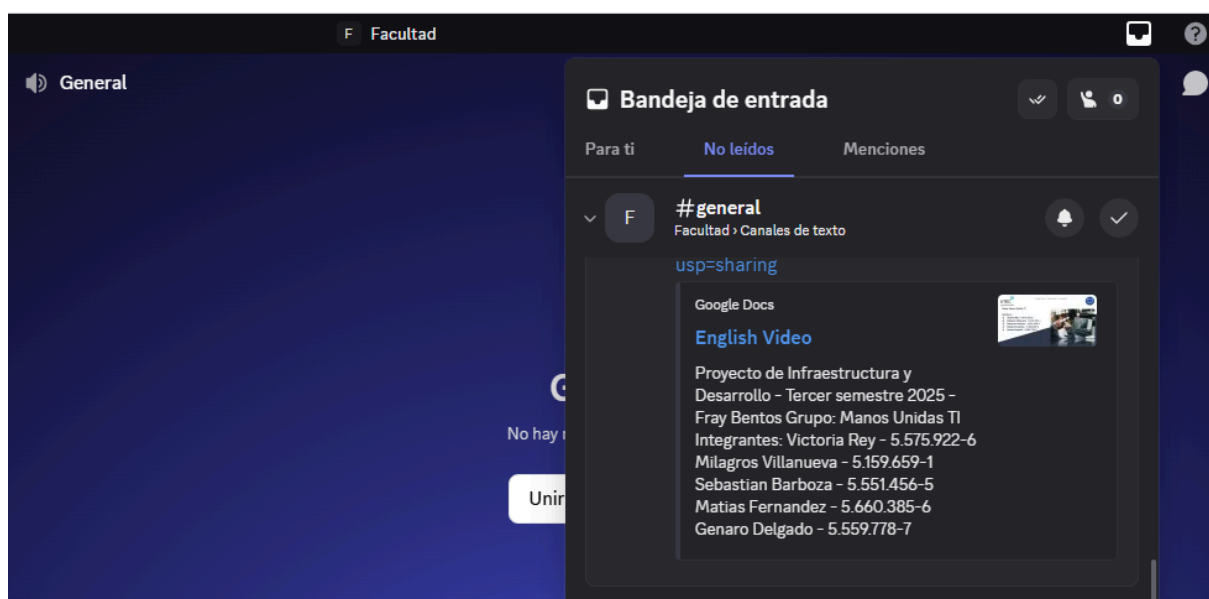 F Facultad
General
Bandeja de entrada
0
Para ti No leídos Menciones
F
#general
Facultad › Canales de texto
usp=sharing
Google Docs
English Video
Proyecto de Infraestructura y
Desarrollo - Tercer semestre 2025 -
Fray Bentos Grupo: Manos Unidas TI
Integrantes: Victoria Rey - 5.575.922-6
Milagros Villanueva - 5.159.659-1
Sebastian Barboza - 5.551.456-5
Matias Fernandez - 5.660.385-6
Genaro Delgado - 5.559.778-7
G
No hay
Unir